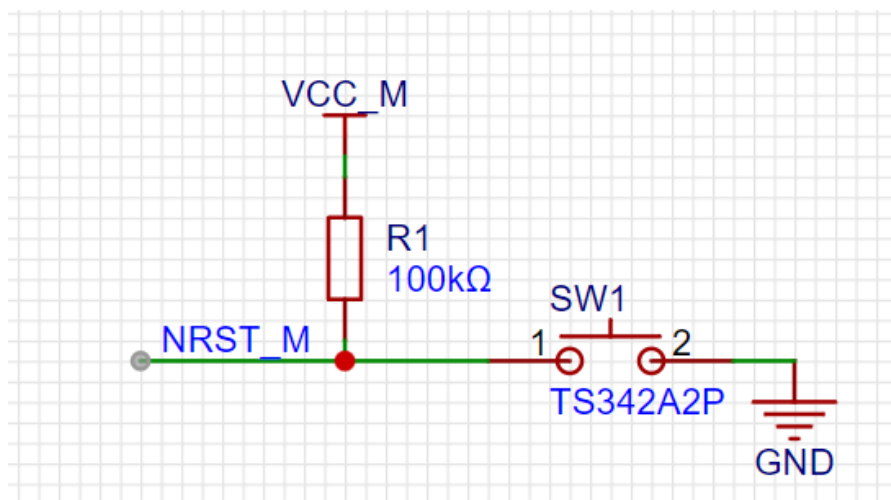 VCC_M
R1
100kΩ
NRST_M
SW1
1
2
TS342A2P
GND